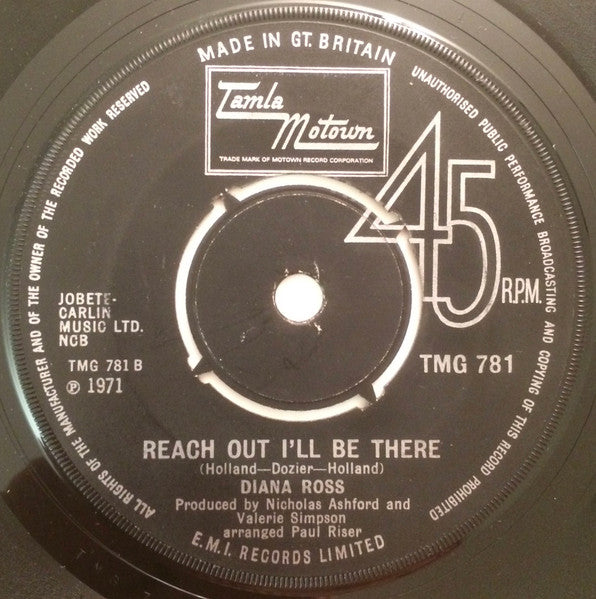 MADE IN GT. BRITAIN
UNAUTHORISED PUBLIC PERFORMANCE BROADCASTING AND COPYING OF THIS RECORD PROHIBITED
ALL RIGHTS OF THE MANUFACTURER AND OF THE OWNER OF THE RECORDED WORK RESERVED
Tamla
Motown
TRADE MARK OF MOTOWN RECORD CORPORATION
45
R.P.M.
JOBETE-
CARLIN
MUSIC LTD.
NCB
TMG 781 B
℗ 1971
TMG 781
REACH OUT I'LL BE THERE
(Holland—Dozier—Holland)
DIANA ROSS
Produced by Nicholas Ashford and
Valerie Simpson
arranged Paul Riser
E.M.I. RECORDS LIMITED